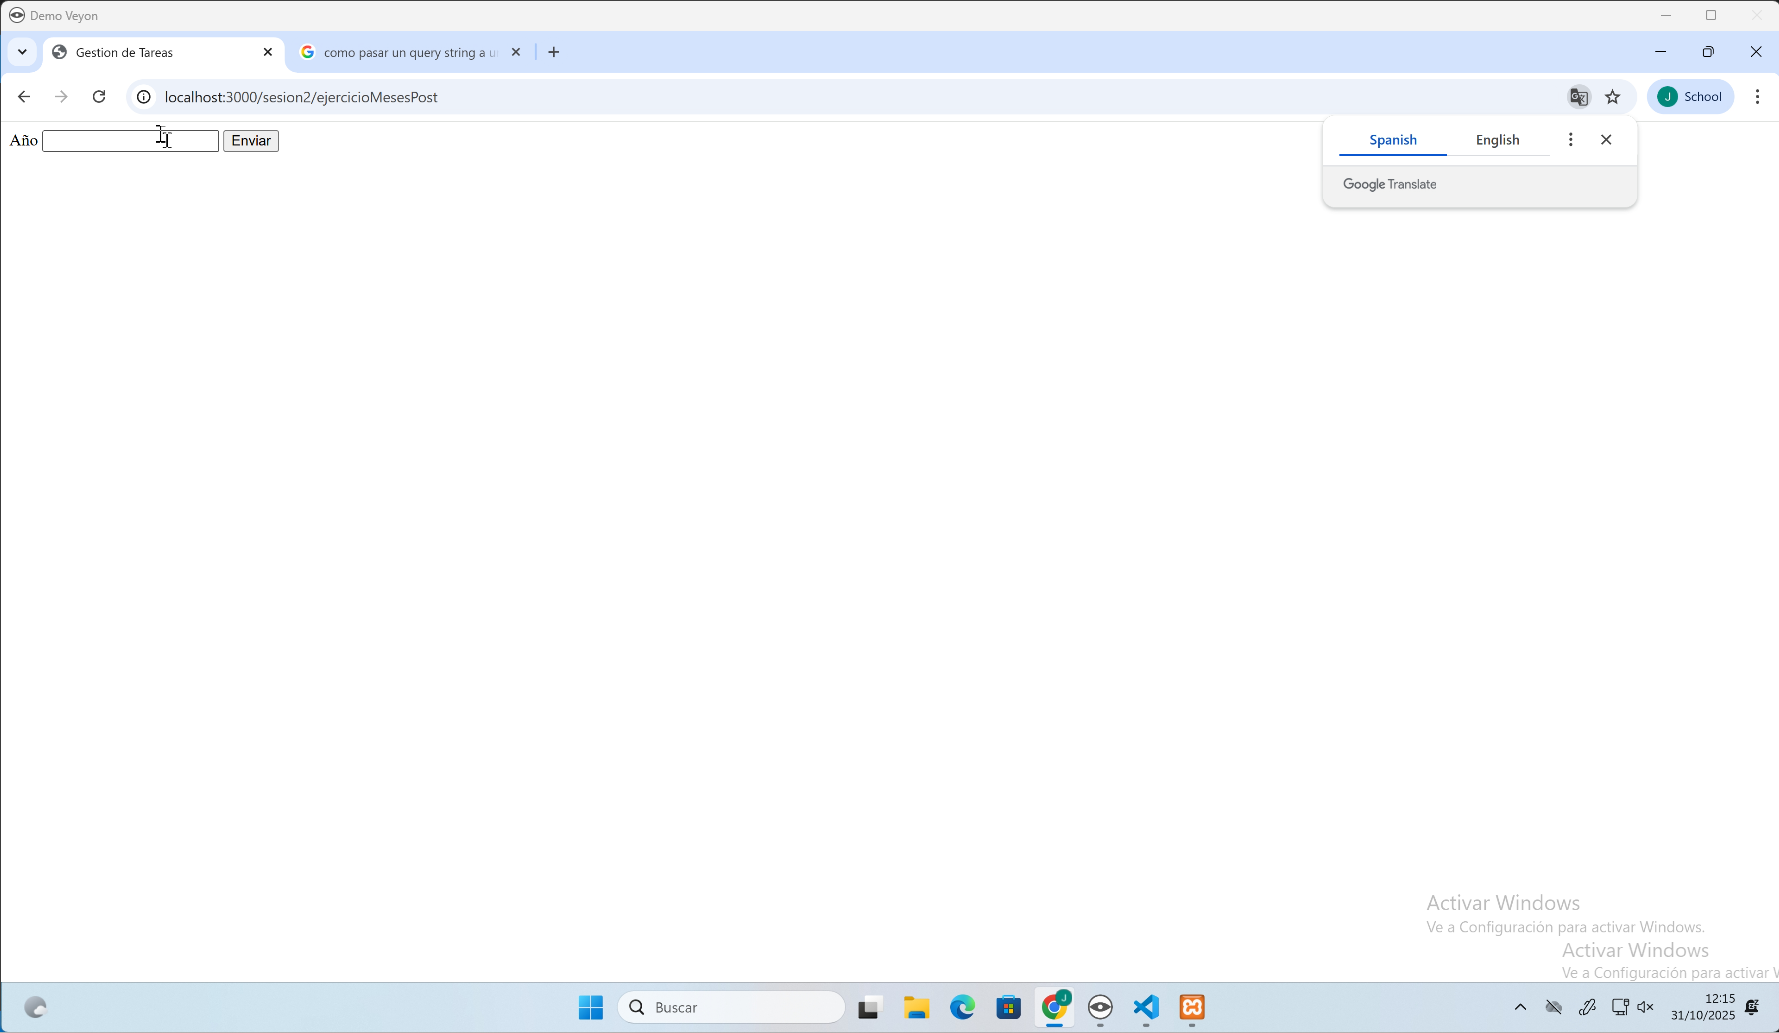 Demo Veyon
Gestion de Tareas
como pasar un query string a u
localhost:3000/sesion2/ejercicioMesesPost
J School
Año Enviar
Spanish English
Google Translate
Activar Windows
Ve a Configuración para activar Windows.
Activar Windows
Ve a Configuración para activar
Buscar
J
12:15
31/10/2025